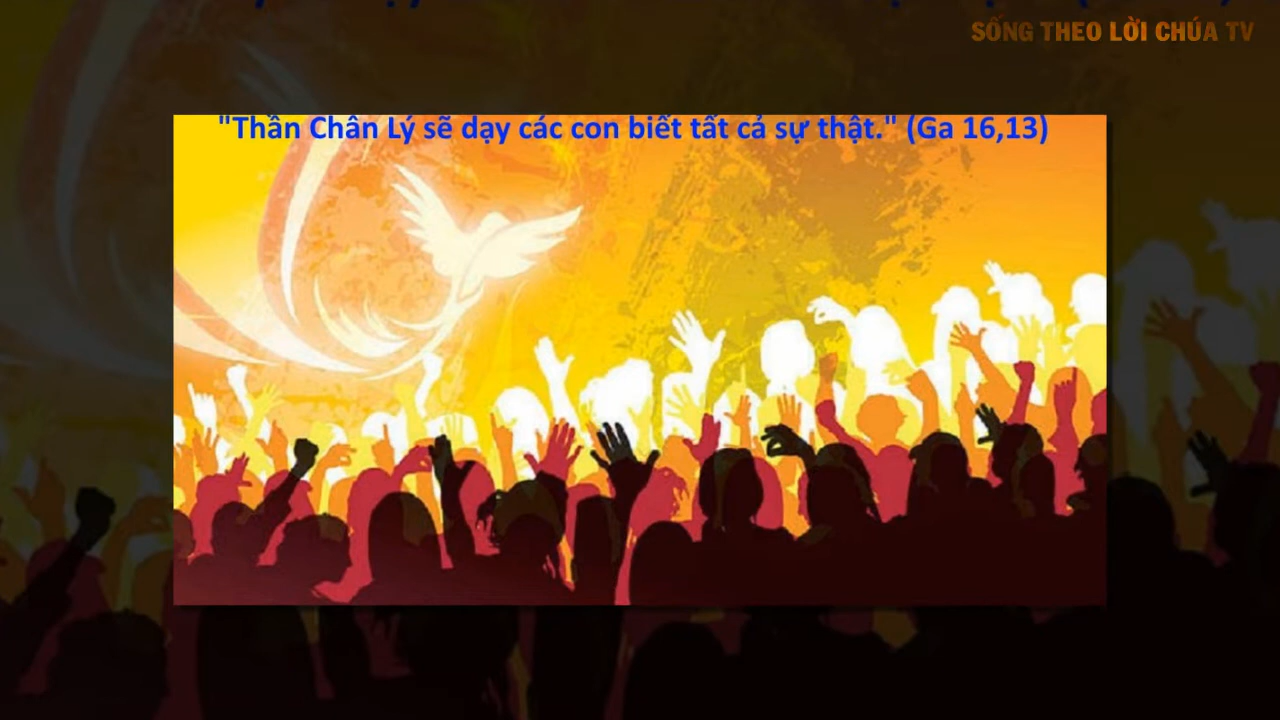 SỐNG THEO LỜI CHÚA TV
"Thần Chân Lý sẽ dạy các con biết tất cả sự thật." (Ga 16,13)